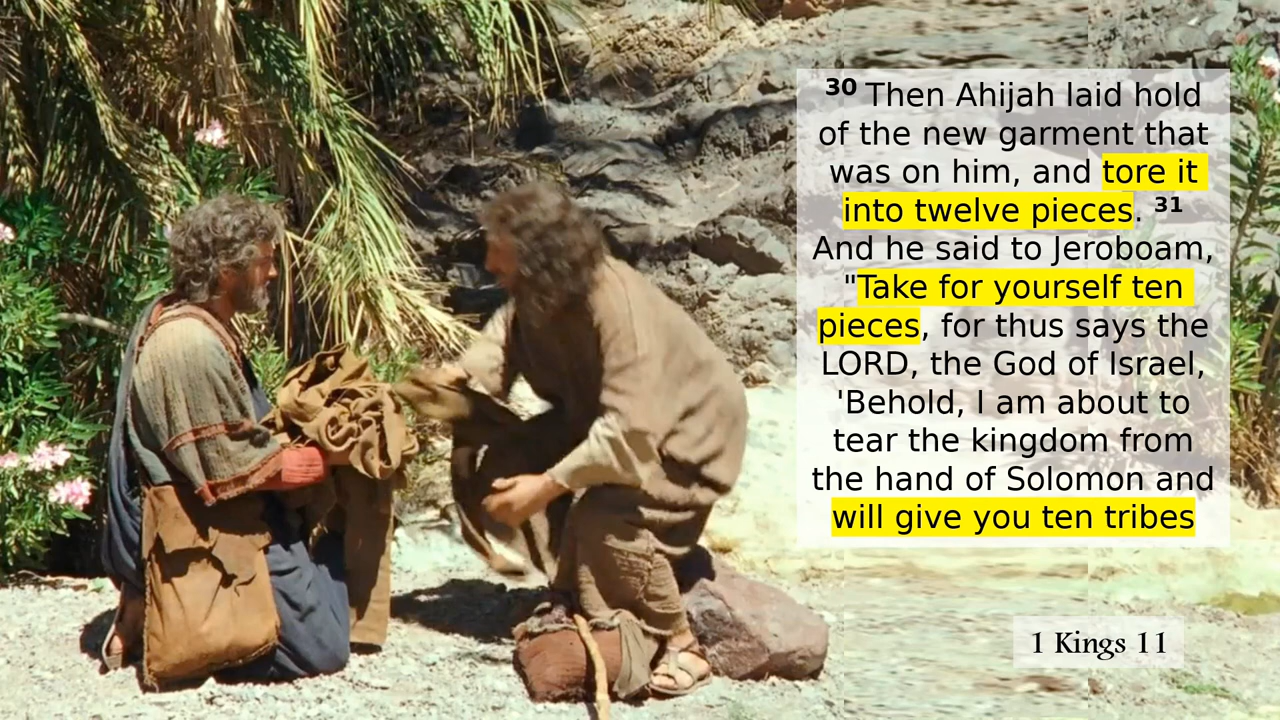 30 Then Ahijah laid hold
of the new garment that
was on him, and tore it
into twelve pieces. 31
And he said to Jeroboam,
"Take for yourself ten
pieces, for thus says the
LORD, the God of Israel,
'Behold, I am about to
tear the kingdom from
the hand of Solomon and
will give you ten tribes
1 Kings 11